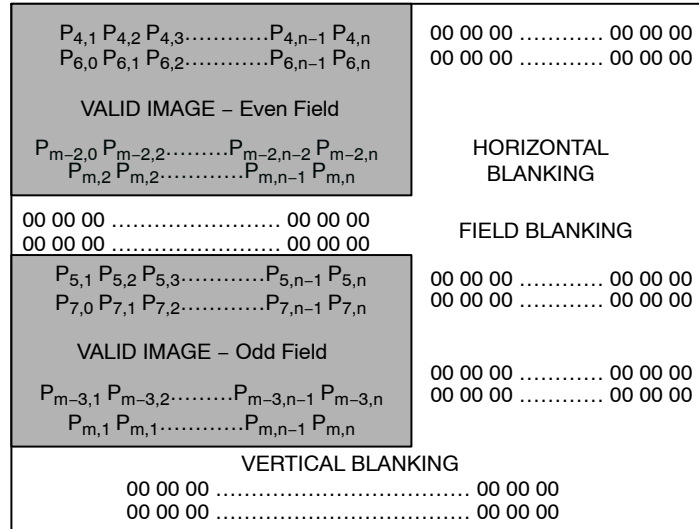 P4,1 P4,2 P4,3............P4,n−1 P4,n 00 00 00 ............ 00 00 00
P6,0 P6,1 P6,2............P6,n−1 P6,n 00 00 00 ............ 00 00 00
VALID IMAGE − Even Field
Pm−2,0 Pm−2,2.........Pm−2,n−2 Pm−2,n
Pm,2 Pm,2............Pm,n−1 Pm,n
HORIZONTAL
BLANKING
00 00 00 ........................ 00 00 00
00 00 00 ........................ 00 00 00
FIELD BLANKING
P5,1 P5,2 P5,3............P5,n−1 P5,n 00 00 00 ............ 00 00 00
P7,0 P7,1 P7,2............P7,n−1 P7,n 00 00 00 ............ 00 00 00
VALID IMAGE − Odd Field
00 00 00 ............ 00 00 00
Pm−3,1 Pm−3,2.........Pm−3,n−1 Pm−3,n 00 00 00 ............ 00 00 00
Pm,1 Pm,1............Pm,n−1 Pm,n
VERTICAL BLANKING
00 00 00 .................................... 00 00 00
00 00 00 .................................... 00 00 00